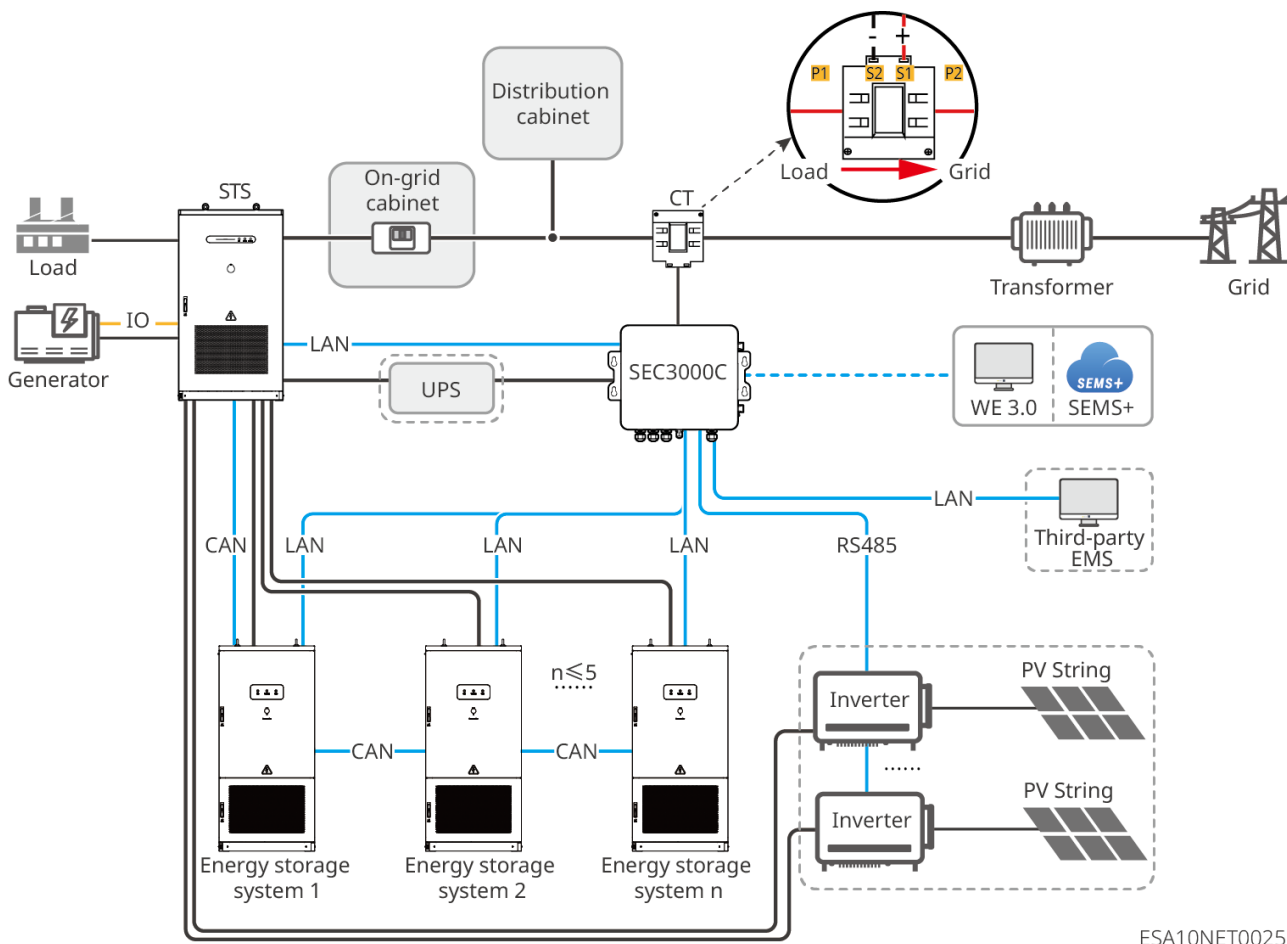 -
+
P1
S2
S1
P2
Load
Grid
Distribution
cabinet
On-grid
cabinet
STS
CT
Load
IO
Generator
Transformer
Grid
LAN
UPS
SEC3000C
WE 3.0
SEMS+
SEMS+
LAN
Third-party
EMS
CAN
LAN
LAN
LAN
RS485
n≤5
......
CAN
CAN
Energy storage
system 1
Energy storage
system 2
Energy storage
system n
Inverter
PV String
......
Inverter
PV String
ESA10NET0025